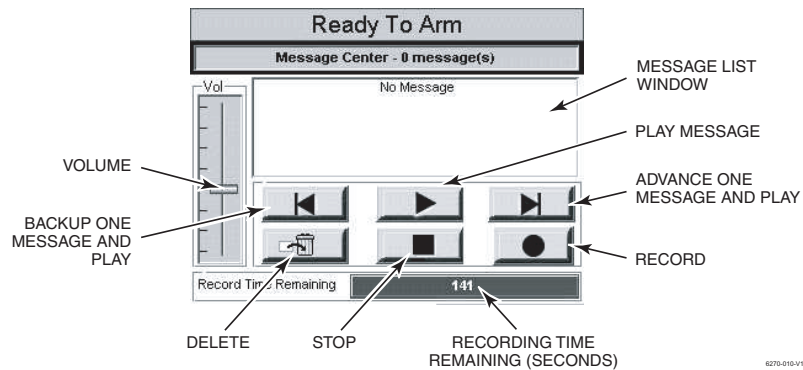 Ready To Arm
Message Center - 0 message(s)
Vol
No Message
MESSAGE LIST
WINDOW
PLAY MESSAGE
VOLUME
ADVANCE ONE
MESSAGE AND PLAY
BACKUP ONE
MESSAGE AND
PLAY
RECORD
Record Time Remaining
141
DELETE
STOP
RECORDING TIME
REMAINING (SECONDS)
6270-010-V1